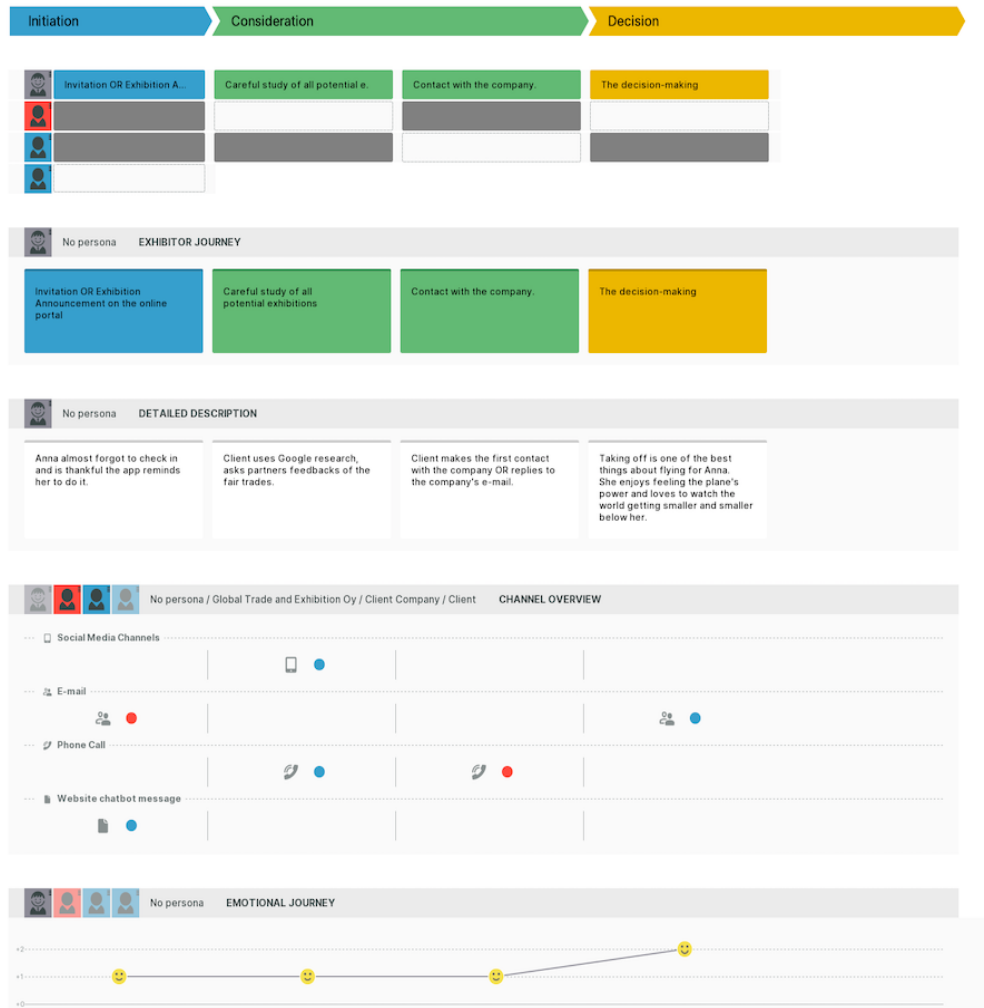 Initiation
Consideration
Decision
Invitation OR Exhibition A...
Careful study of all potential e.
Contact with the company.
The decision-making
No persona
EXHIBITOR JOURNEY
Invitation OR Exhibition
Announcement on the online
portal
Careful study of all
potential exhibitions
Contact with the company.
The decision-making
No persona
DETAILED DESCRIPTION
Anna almost forgot to check in
and is thankful the app reminds
her to do it.
Client uses Google research,
asks partners feedbacks of the
fair trades.
Client makes the first contact
with the company OR replies to
the company's e-mail.
Taking off is one of the best
things about flying for Anna.
She enjoys feeling the plane's
power and loves to watch the
world getting smaller and smaller
below her.
No persona / Global Trade and Exhibition Oy / Client Company / Client
CHANNEL OVERVIEW
Social Media Channels
E-mail
Phone Call
Website chatbot message
No persona
EMOTIONAL JOURNEY
+2
+1
+0